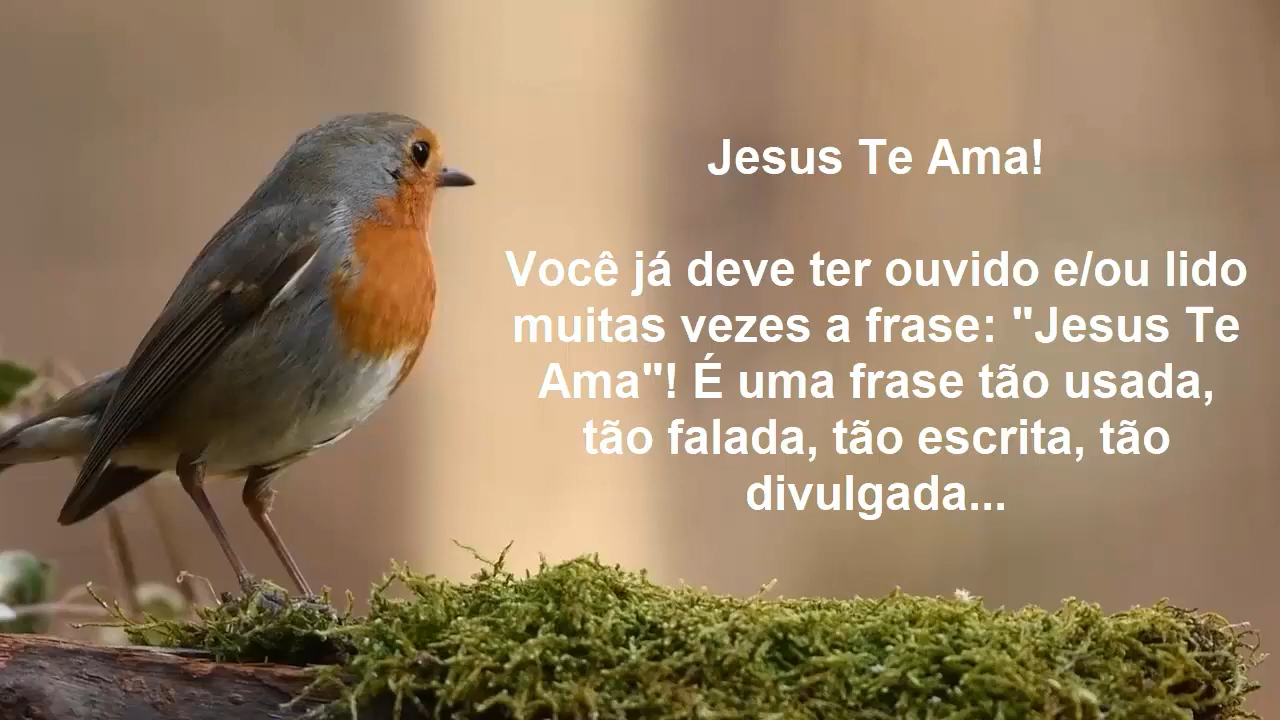 Jesus Te Ama!
Você já deve ter ouvido e/ou lido
muitas vezes a frase: "Jesus Te
Ama"! É uma frase tão usada,
tão falada, tão escrita, tão
divulgada...